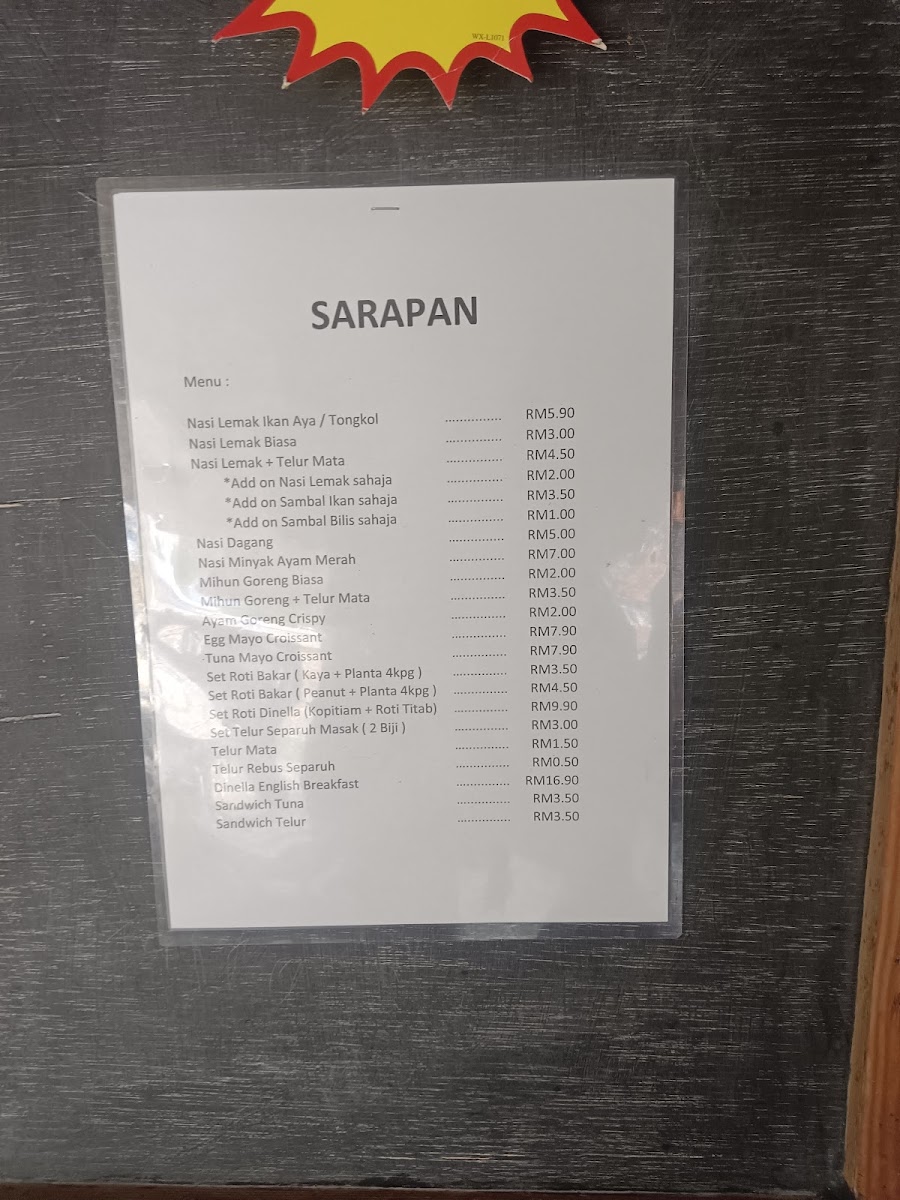 WX-L1071
SARAPAN
Menu :
Nasi Lemak Ikan Aya / Tongkol ................ RM5.90
Nasi Lemak Biasa ................ RM3.00
Nasi Lemak + Telur Mata ................ RM4.50
*Add on Nasi Lemak sahaja ................ RM2.00
*Add on Sambal Ikan sahaja ................ RM3.50
*Add on Sambal Bilis sahaja ................ RM1.00
Nasi Dagang ................ RM5.00
Nasi Minyak Ayam Merah ................ RM7.00
Mihun Goreng Biasa ................ RM2.00
Mihun Goreng + Telur Mata ................ RM3.50
Ayam Goreng Crispy ................ RM2.00
Egg Mayo Croissant ................ RM7.90
Tuna Mayo Croissant ................ RM7.90
Set Roti Bakar ( Kaya + Planta 4kpg ) ................ RM3.50
Set Roti Bakar ( Peanut + Planta 4kpg ) ................ RM4.50
Set Roti Dinella (Kopitiam + Roti Titab) ................ RM9.90
Set Telur Separuh Masak ( 2 Biji ) ................ RM3.00
Telur Mata ................ RM1.50
Telur Rebus Separuh ................ RM0.50
Dinella English Breakfast ................ RM16.90
Sandwich Tuna ................ RM3.50
Sandwich Telur ................ RM3.50